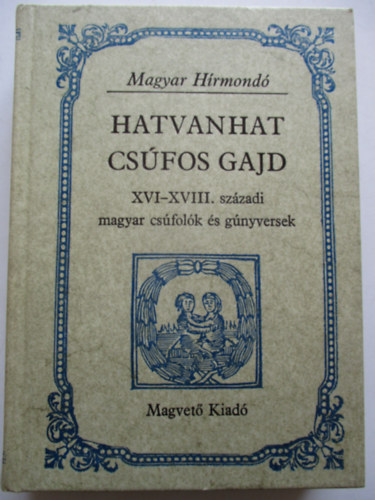 Magyar Hírmondó
HATVANHAT
CSÚFOS GAJD
XVI–XVIII. századi
magyar csúfolók és gúnyversek
Magvető Kiadó